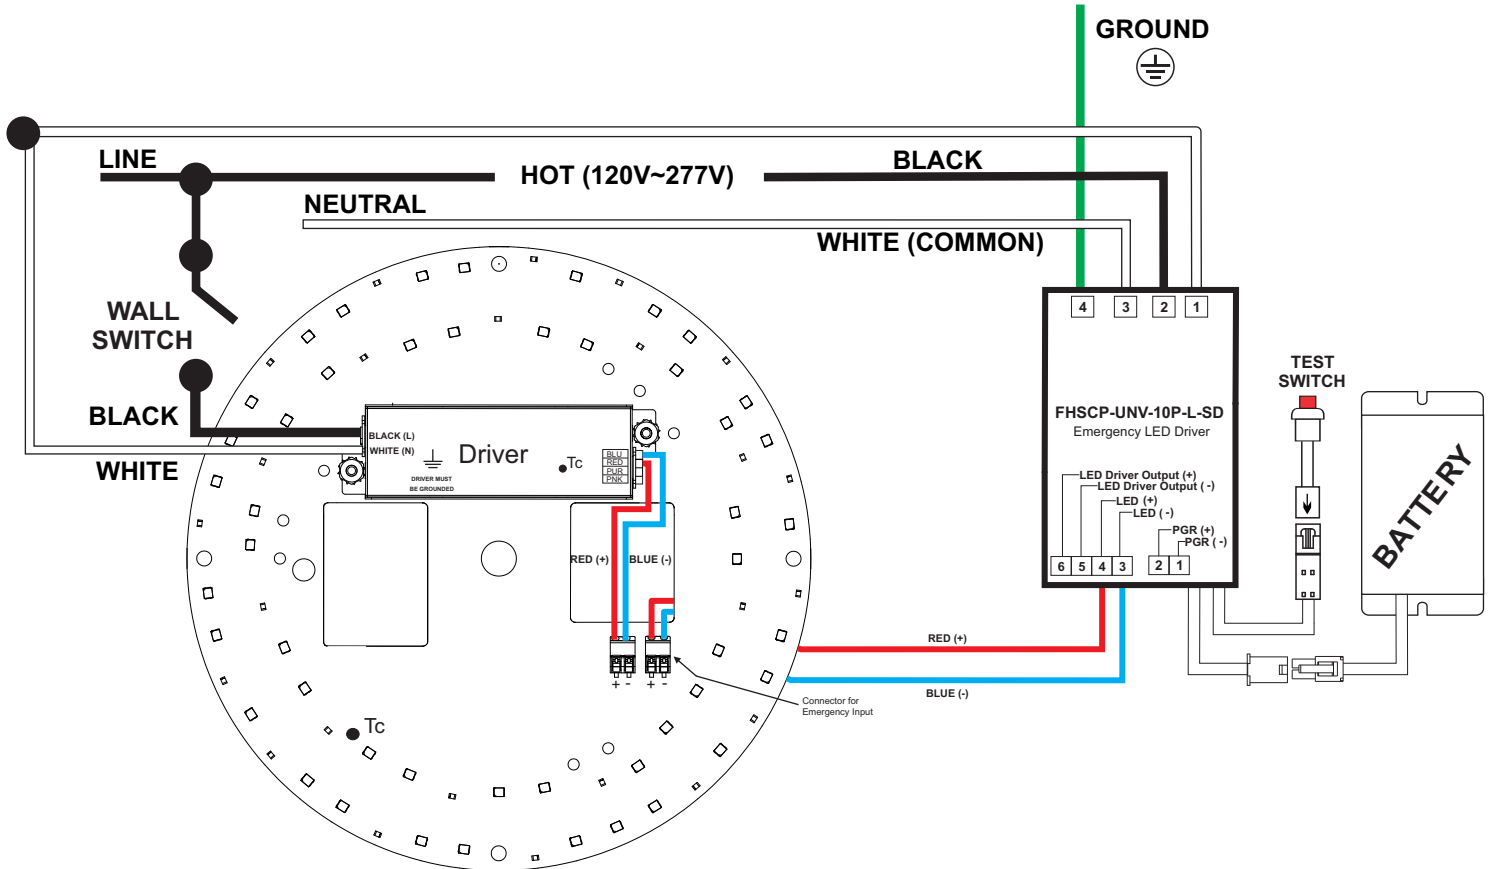 GROUND
LINE
HOT (120V~277V)
BLACK
NEUTRAL
WHITE (COMMON)
WALL
SWITCH
BLACK
WHITE
BLACK (L)
WHITE (N)
DRIVER MUST
BE GROUNDED
Driver
Tc
BLU
RED
PUR
PNK
RED (+)
BLUE (-)
+ -
+ -
Connector for
Emergency Input
Tc
4 3 2 1
FHSCP-UNV-10P-L-SD
Emergency LED Driver
LED Driver Output (+)
LED Driver Output (-)
LED (+)
LED (-)
PGR (+)
PGR (-)
6 5 4 3 2 1
RED (+)
BLUE (-)
TEST
SWITCH
BATTERY